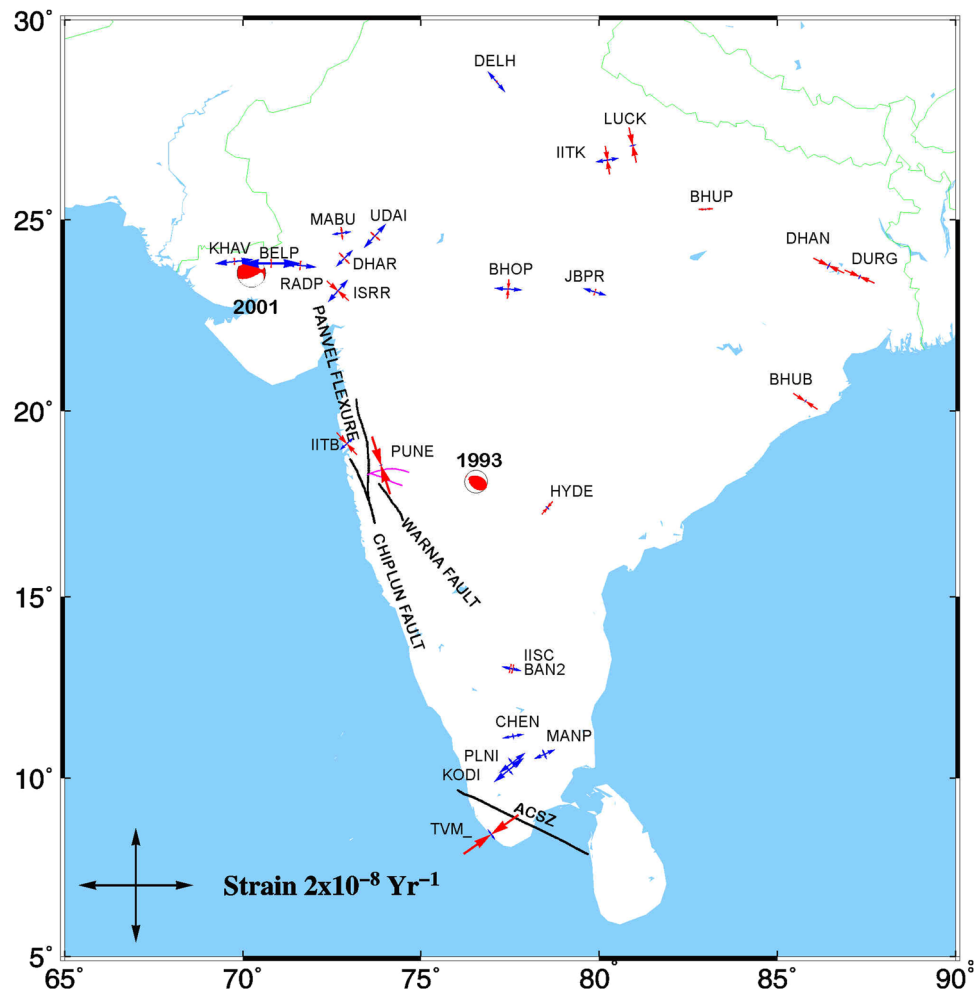 30°
DELH
LUCK
IITK
25°
BHUP
MABU
UDAI
KHAV
BELP
DHAR
DHAN
RADP
ISRR
BHOP
JBPR
DURG
2001
PANVEL FLEXURE
BHUB
20°
IITB
PUNE
1993
HYDE
WARNA FAULT
CHIPLUN FAULT
15°
IISC
BAN2
CHEN
MANP
PLNI
KODI
10°
ACSZ
TVM_
Strain 2x10⁻⁸ Yr⁻¹
5°
65°
70°
75°
80°
85°
90°